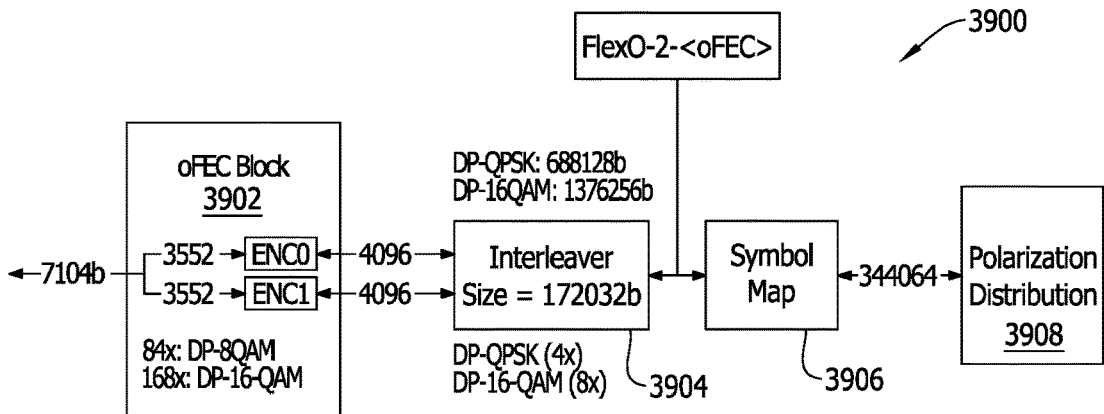 3900
FlexO-2-<oFEC>
oFEC Block
3902
7104b
3552
ENC0
4096
3552
ENC1
4096
84x: DP-8QAM
168x: DP-16-QAM
DP-QPSK: 688128b
DP-16QAM: 1376256b
Interleaver
Size = 172032b
DP-QPSK (4x)
DP-16-QAM (8x)
3904
Symbol
Map
3906
344064
Polarization
Distribution
3908